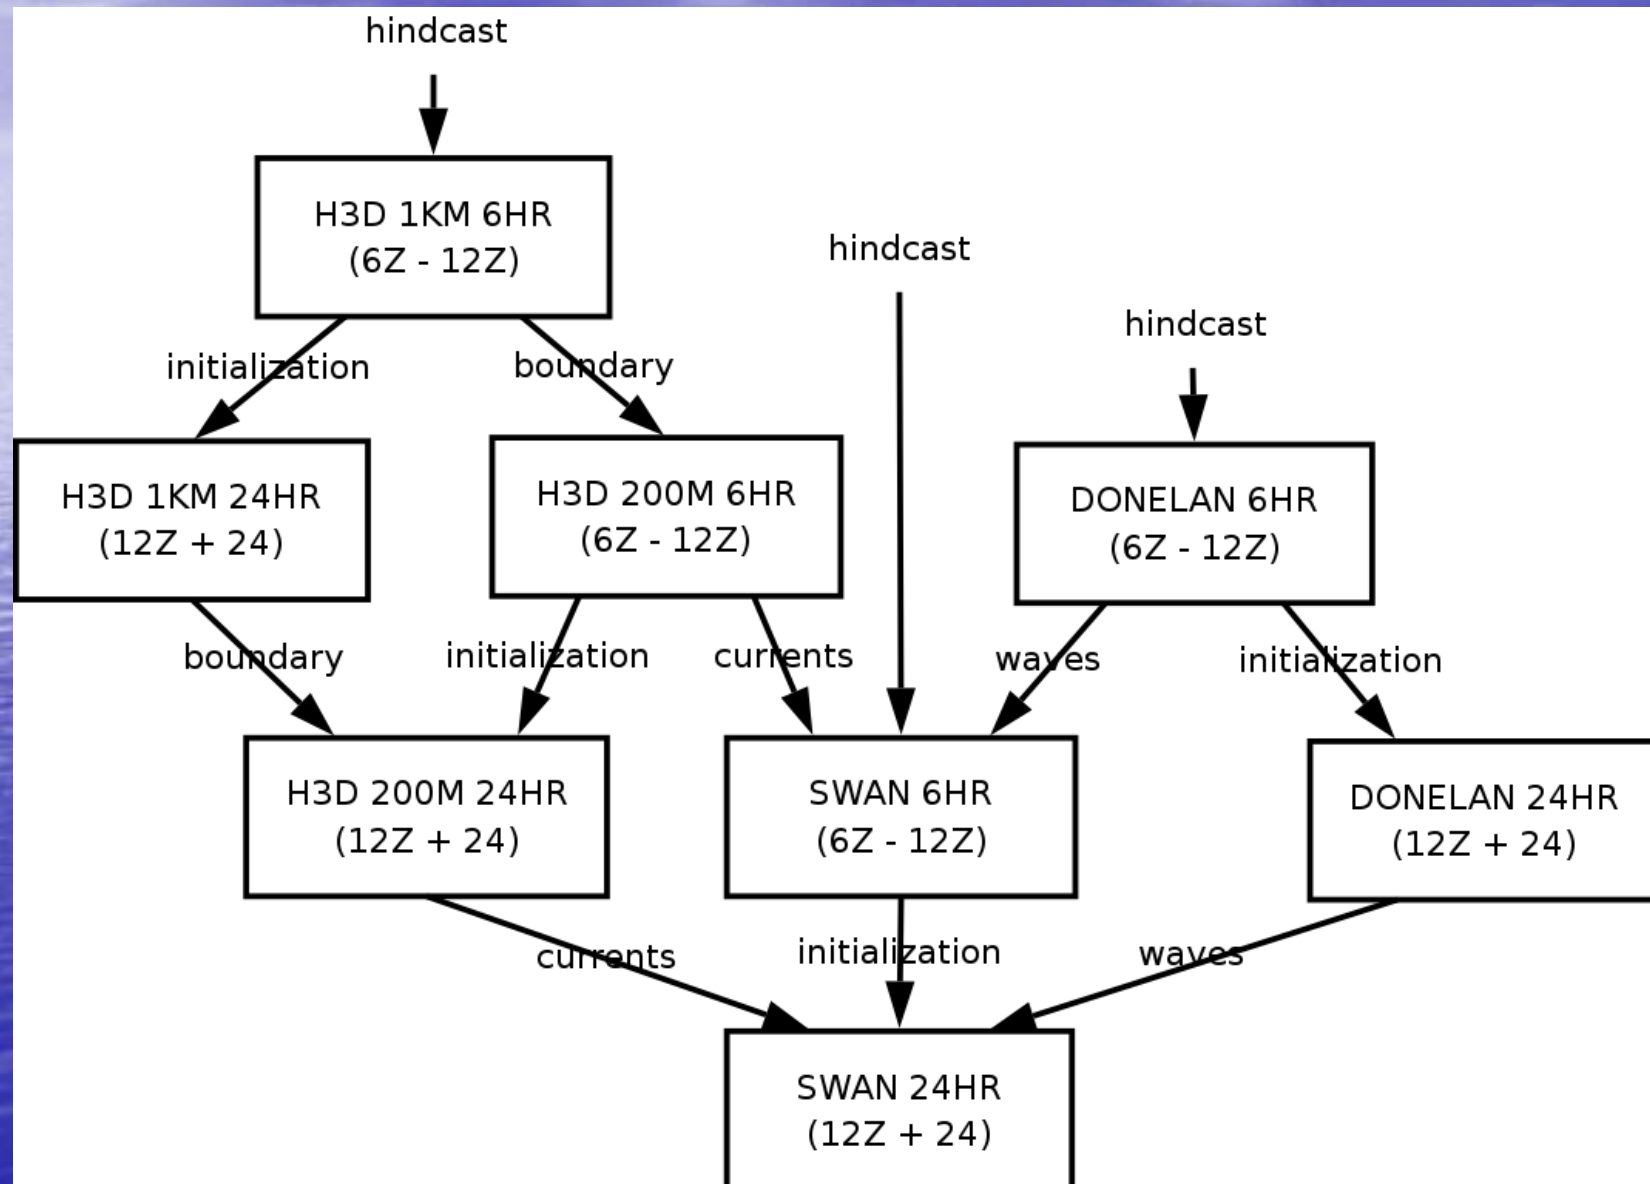 hindcast
H3D 1KM 6HR
(6Z - 12Z)
hindcast
hindcast
initialization
boundary
H3D 1KM 24HR
(12Z + 24)
H3D 200M 6HR
(6Z - 12Z)
DONELAN 6HR
(6Z - 12Z)
boundary
initialization
currents
waves
initialization
H3D 200M 24HR
(12Z + 24)
SWAN 6HR
(6Z - 12Z)
DONELAN 24HR
(12Z + 24)
currents
initialization
waves
SWAN 24HR
(12Z + 24)